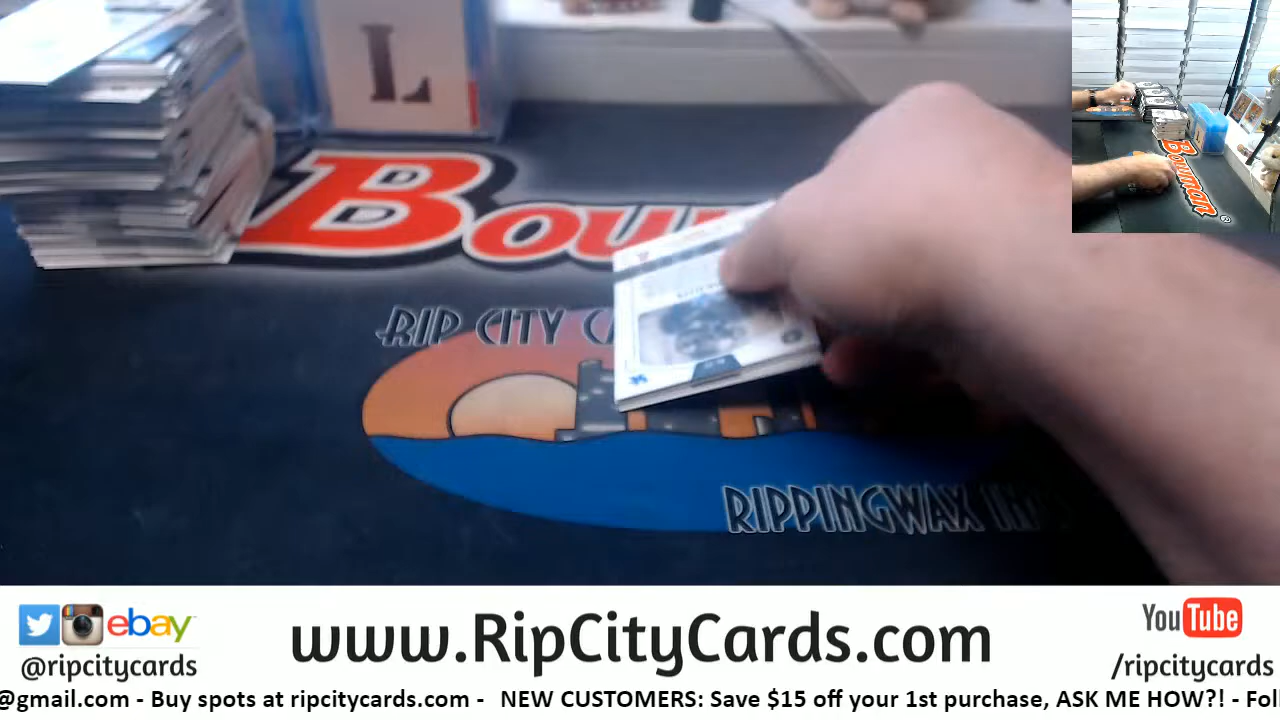 L
Bou
RIP CITY CA
RIPPINGWAX IN
Bowman
ebay
@ripcitycards
www.RipCityCards.com
YouTube
/ripcitycards
@gmail.com - Buy spots at ripcitycards.com - NEW CUSTOMERS: Save $15 off your 1st purchase, ASK ME HOW?! - Fol